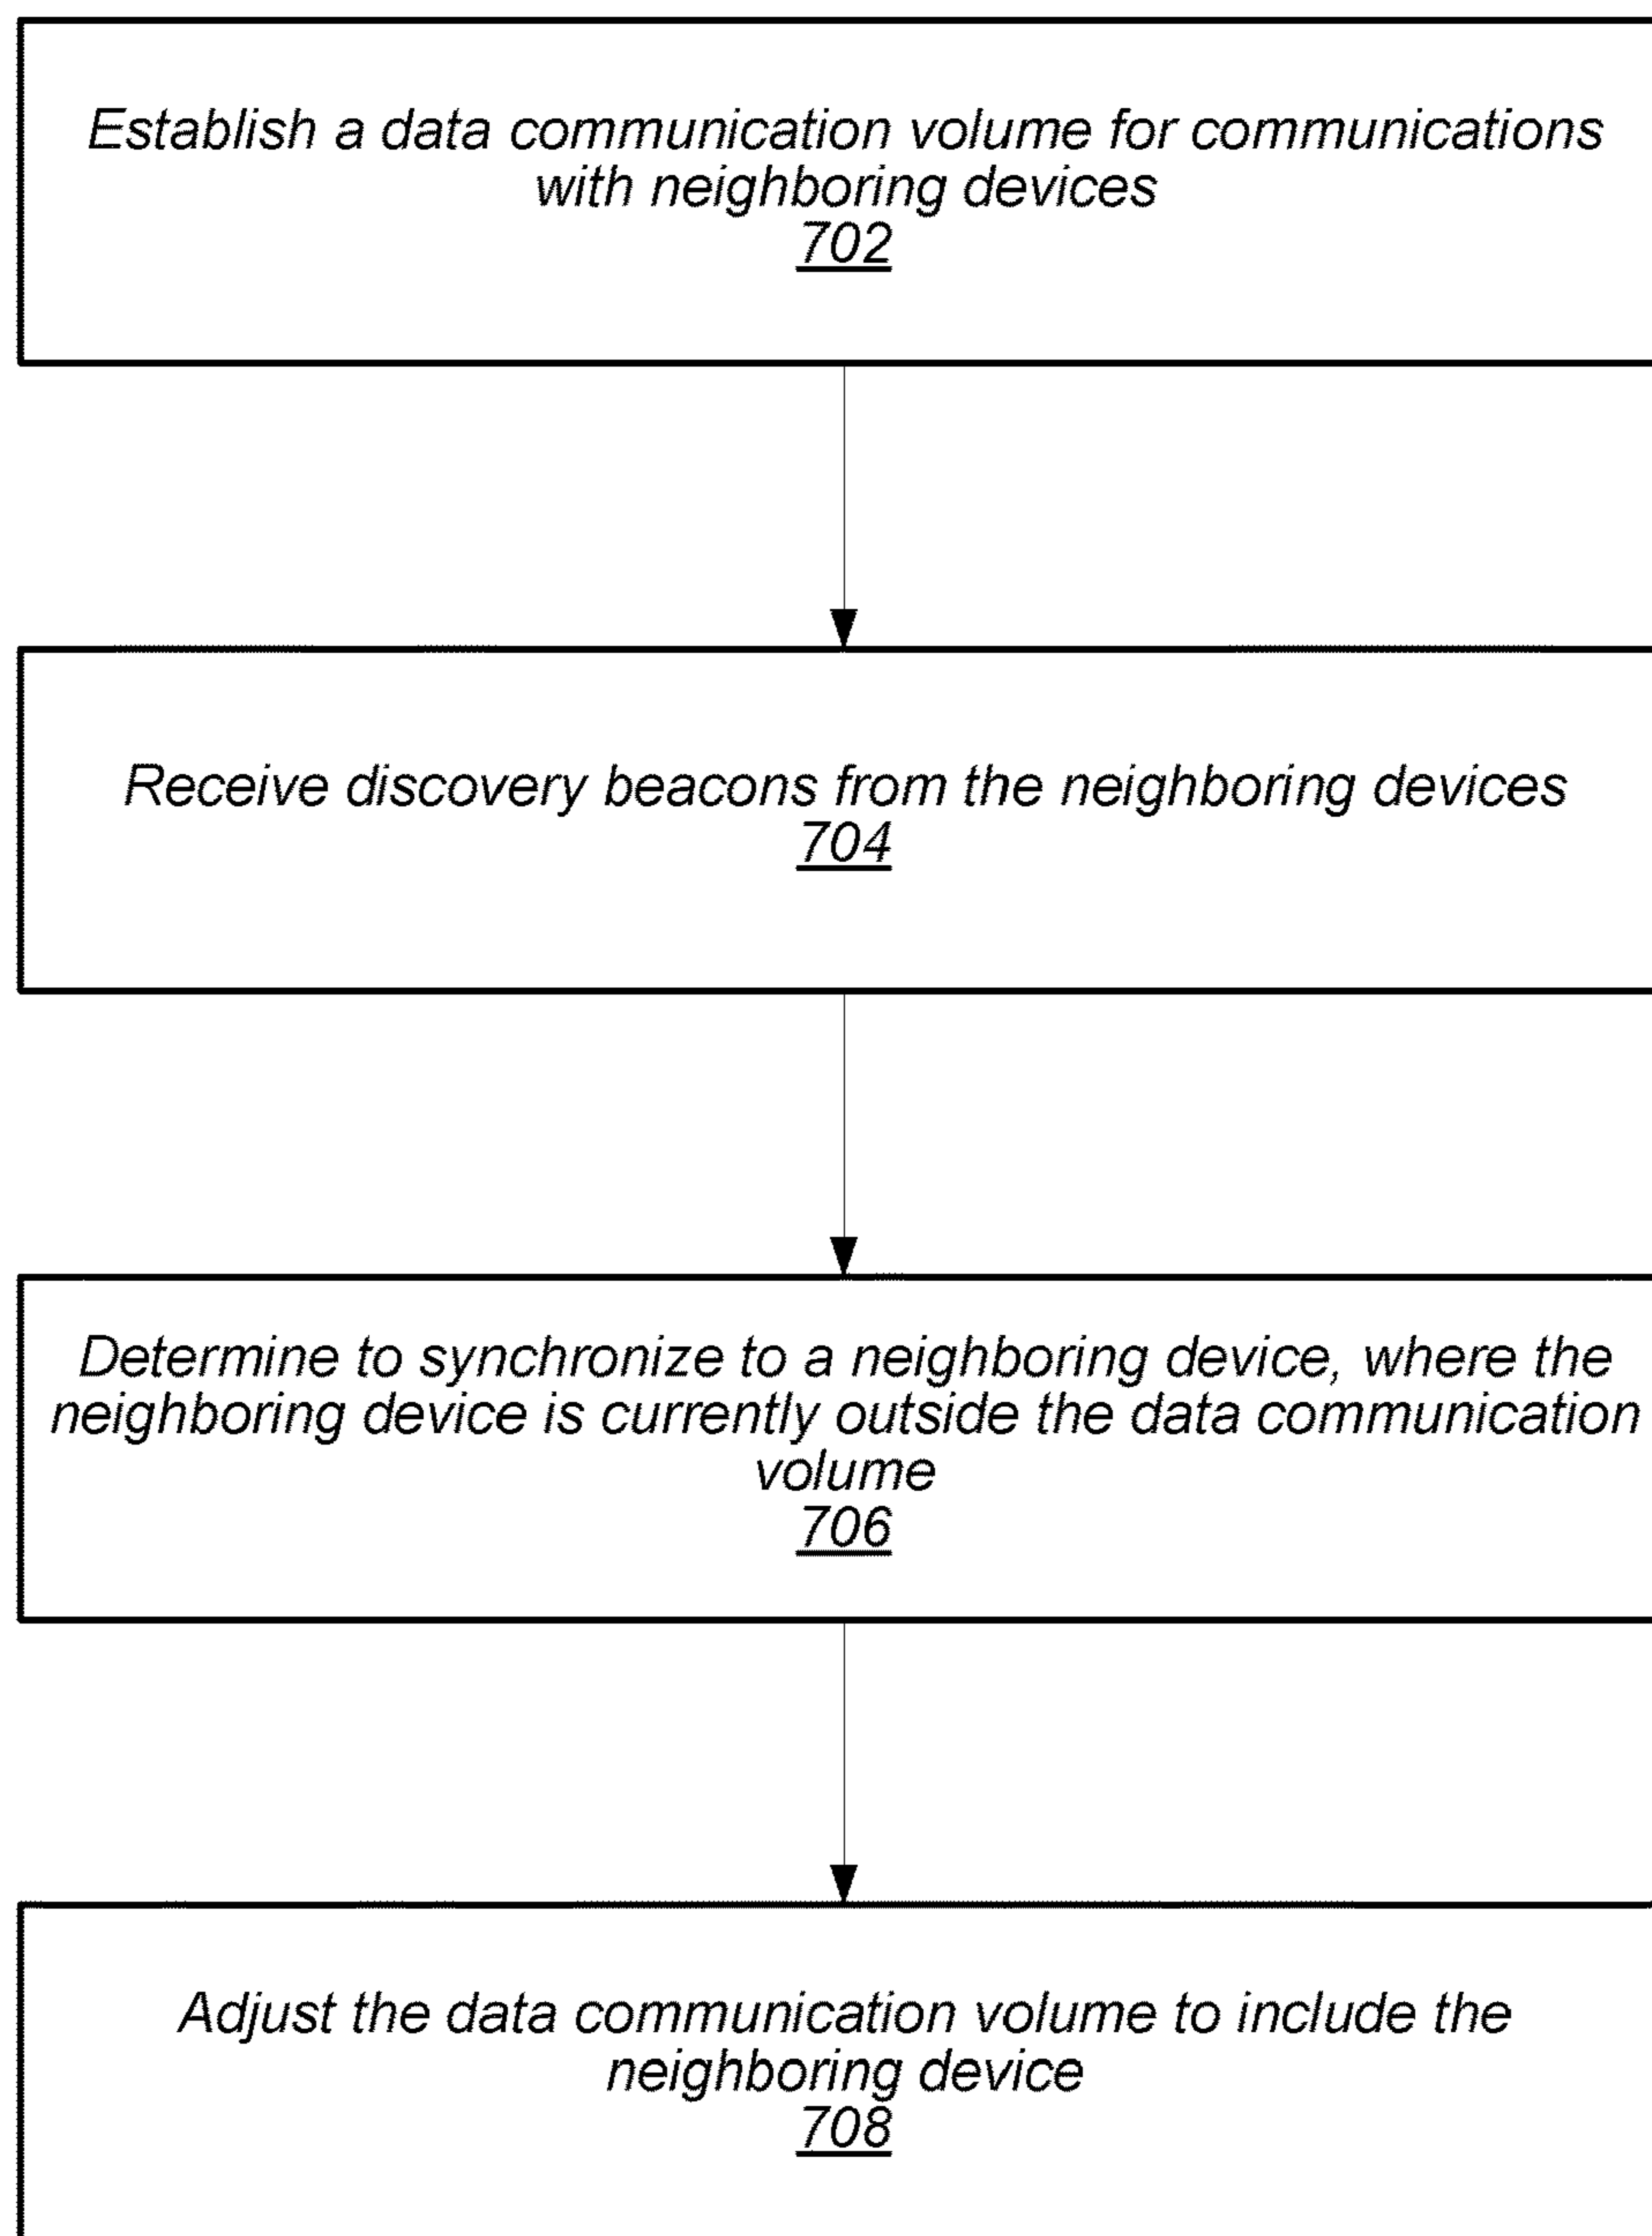 Establish a data communication volume for communications
with neighboring devices
702
Receive discovery beacons from the neighboring devices
704
Determine to synchronize to a neighboring device, where the
neighboring device is currently outside the data communication
volume
706
Adjust the data communication volume to include the
neighboring device
708